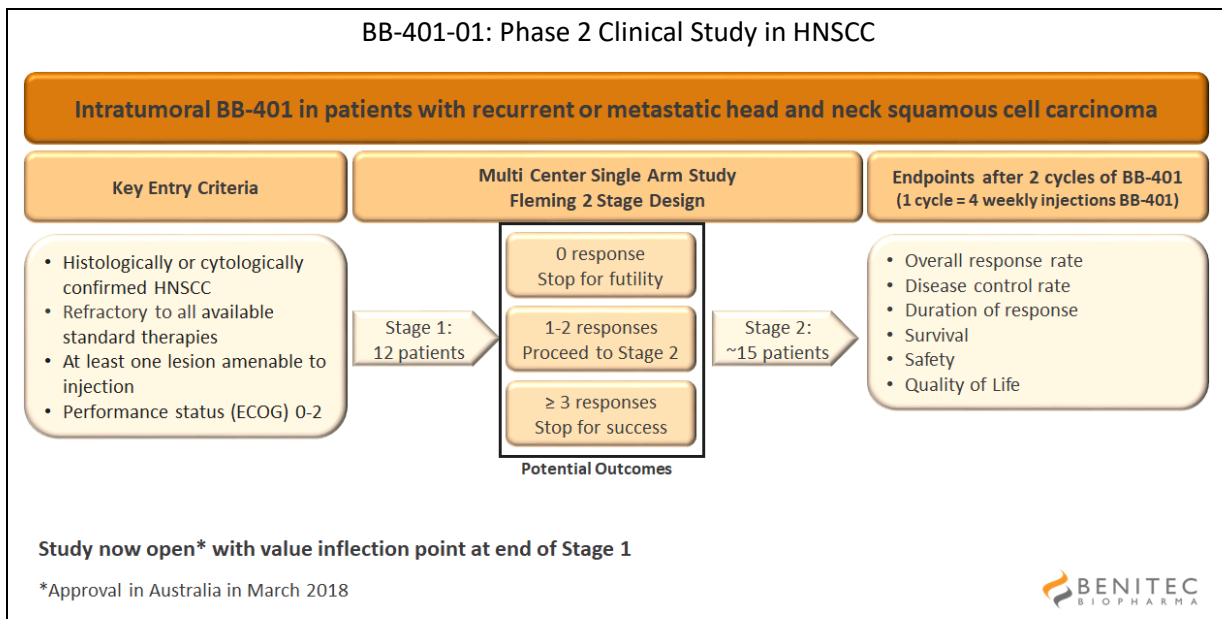 BB-401-01: Phase 2 Clinical Study in HNSCC
Intratumoral BB-401 in patients with recurrent or metastatic head and neck squamous cell carcinoma
Key Entry Criteria
• Histologically or cytologically
confirmed HNSCC
• Refractory to all available
standard therapies
• At least one lesion amenable to
injection
• Performance status (ECOG) 0-2
Multi Center Single Arm Study
Fleming 2 Stage Design
Stage 1:
12 patients
0 response
Stop for futility
1-2 responses
Proceed to Stage 2
≥ 3 responses
Stop for success
Potential Outcomes
Stage 2:
~15 patients
Endpoints after 2 cycles of BB-401
(1 cycle = 4 weekly injections BB-401)
• Overall response rate
• Disease control rate
• Duration of response
• Survival
• Safety
• Quality of Life
Study now open* with value inflection point at end of Stage 1
*Approval in Australia in March 2018
BENITEC
BIOPHARMA